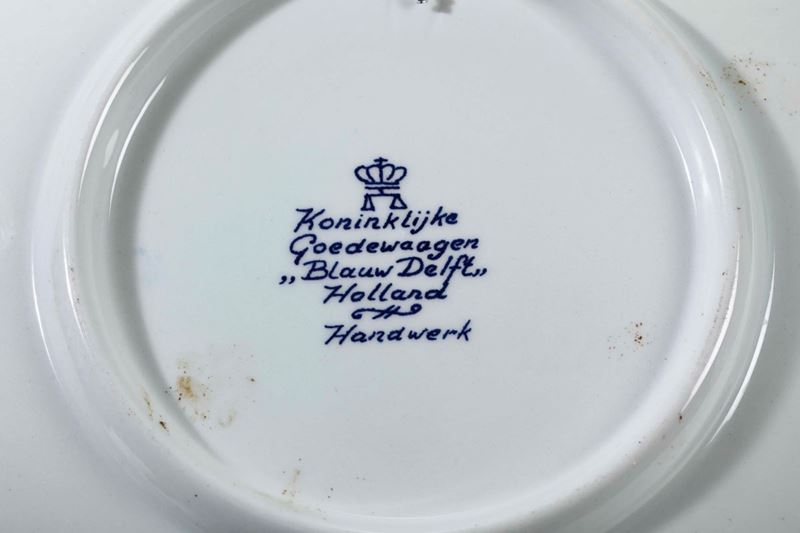 Koninklijke
Goedewaagen
„Blauw Delft„
Holland
Handwerk